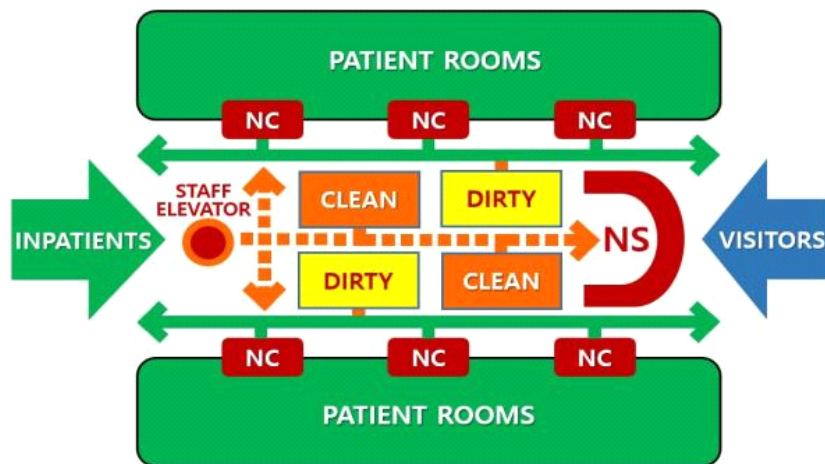 PATIENT ROOMS
NC
NC
NC
STAFF
ELEVATOR
CLEAN
DIRTY
INPATIENTS
NS
VISITORS
DIRTY
CLEAN
NC
NC
NC
PATIENT ROOMS